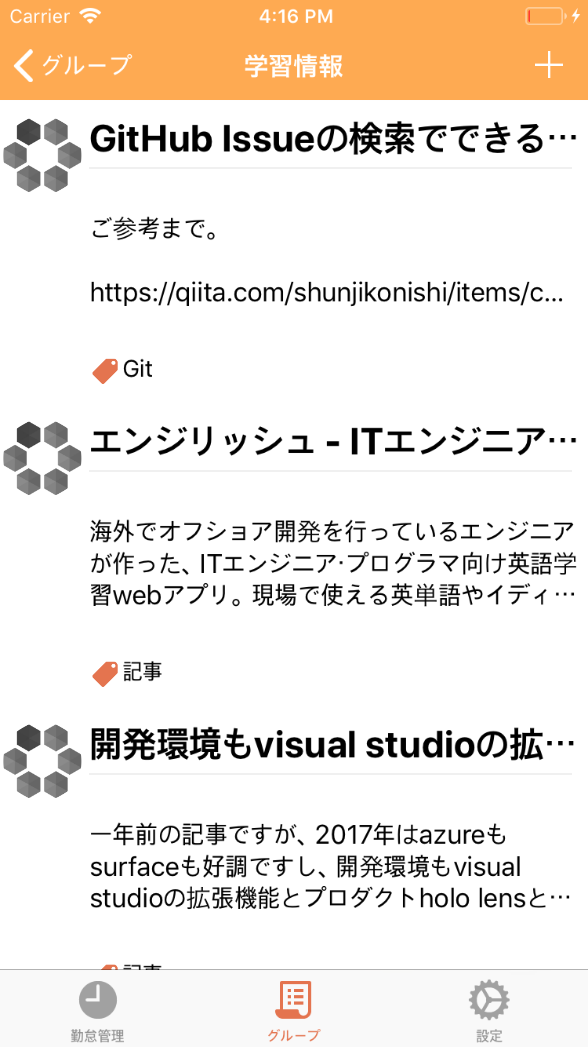 Carrier 4:16 PM
グループ 学習情報
GitHub Issueの検索でできる…
ご参考まで。
https://qiita.com/shunjikonishi/items/c...
Git
エンジリッシュ - ITエンジニア…
海外でオフショア開発を行っているエンジニア
が作った、ITエンジニア·プログラマ向け英語学
習webアプリ。現場で使える英単語やイディ…
記事
開発環境もvisual studioの拡…
一年前の記事ですが、2017年はazureも
surfaceも好調ですし、開発環境もvisual
studioの拡張機能とプロダクトholo lensと…
記事
勤怠管理 グループ 設定